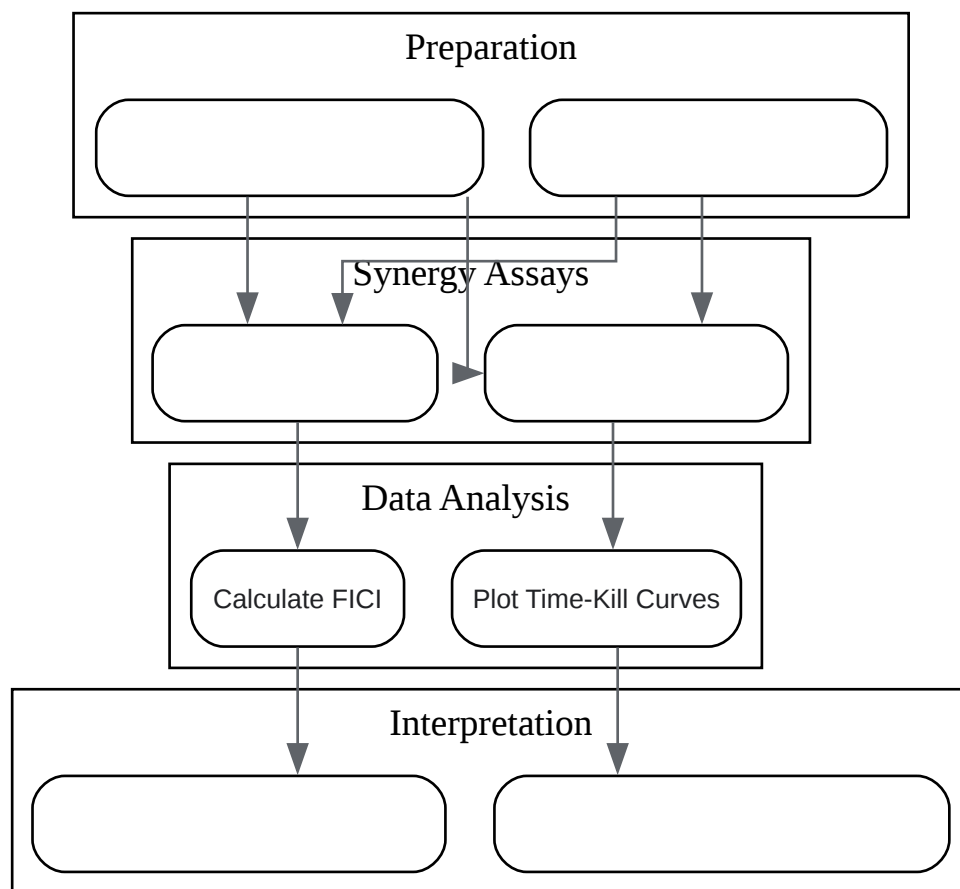 Preparation
Synergy Assays
Data Analysis
Calculate FICI
Plot Time-Kill Curves
Interpretation